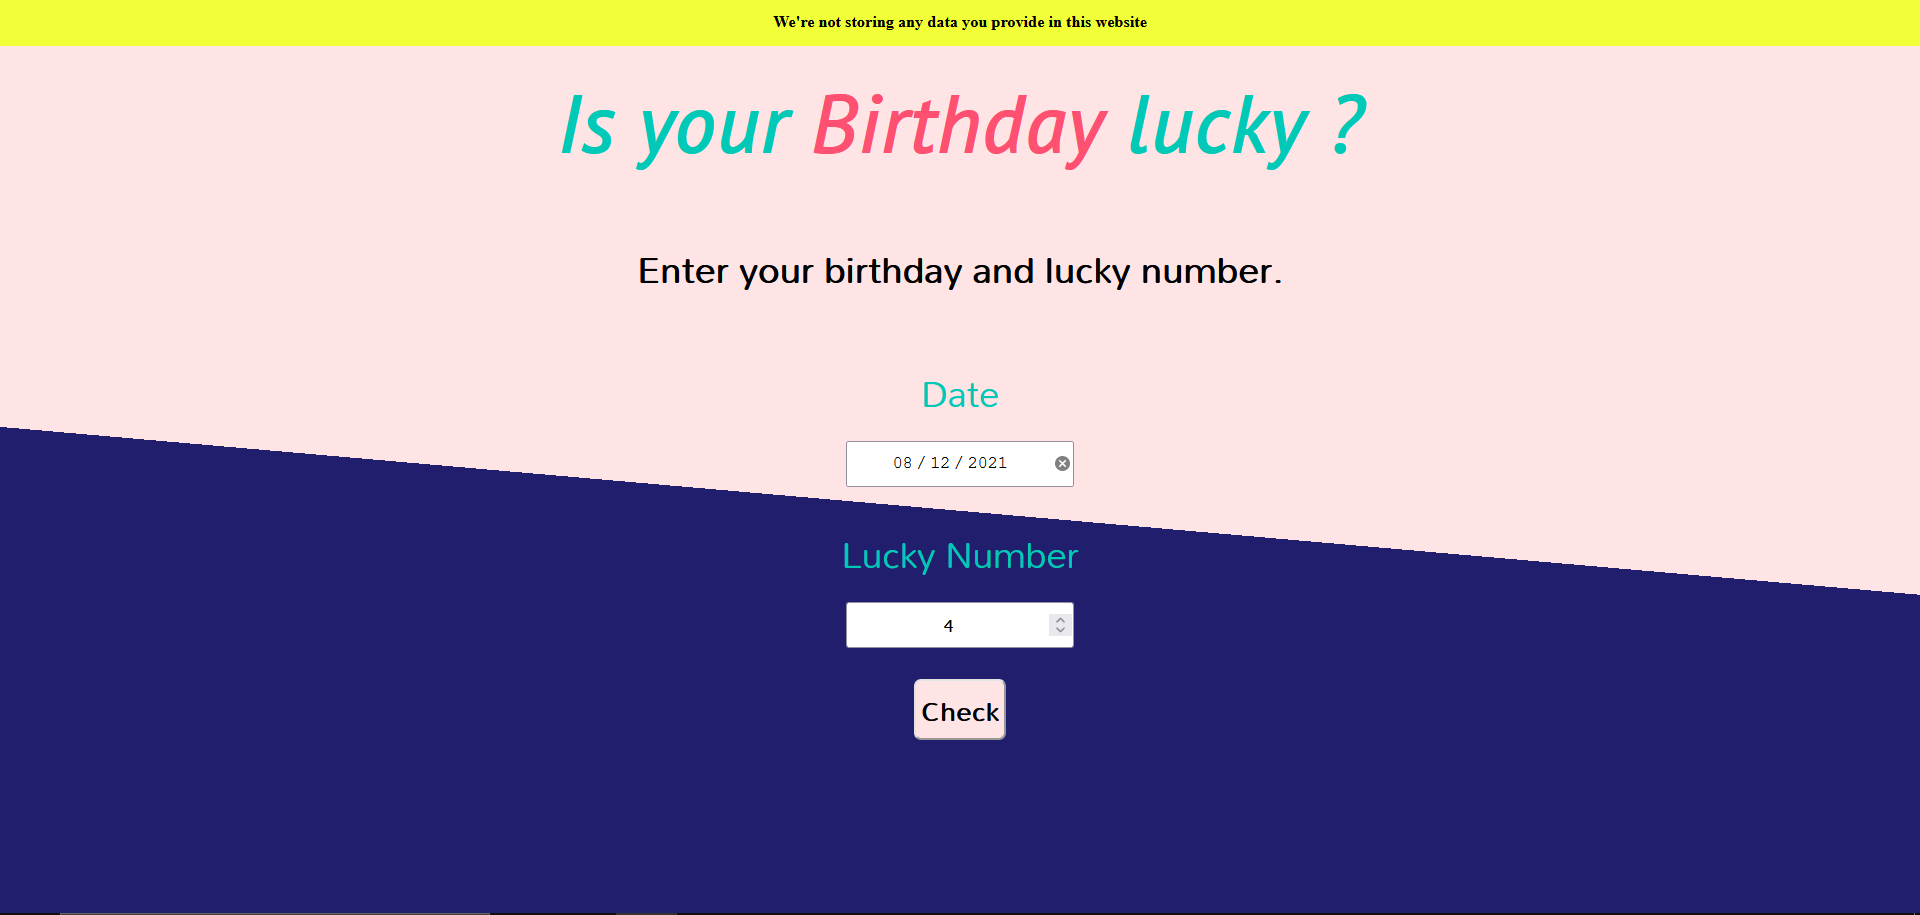 We're not storing any data you provide in this website
Is your Birthday lucky ?
Enter your birthday and lucky number.
Date
08 / 12 / 2021
Lucky Number
4
Check